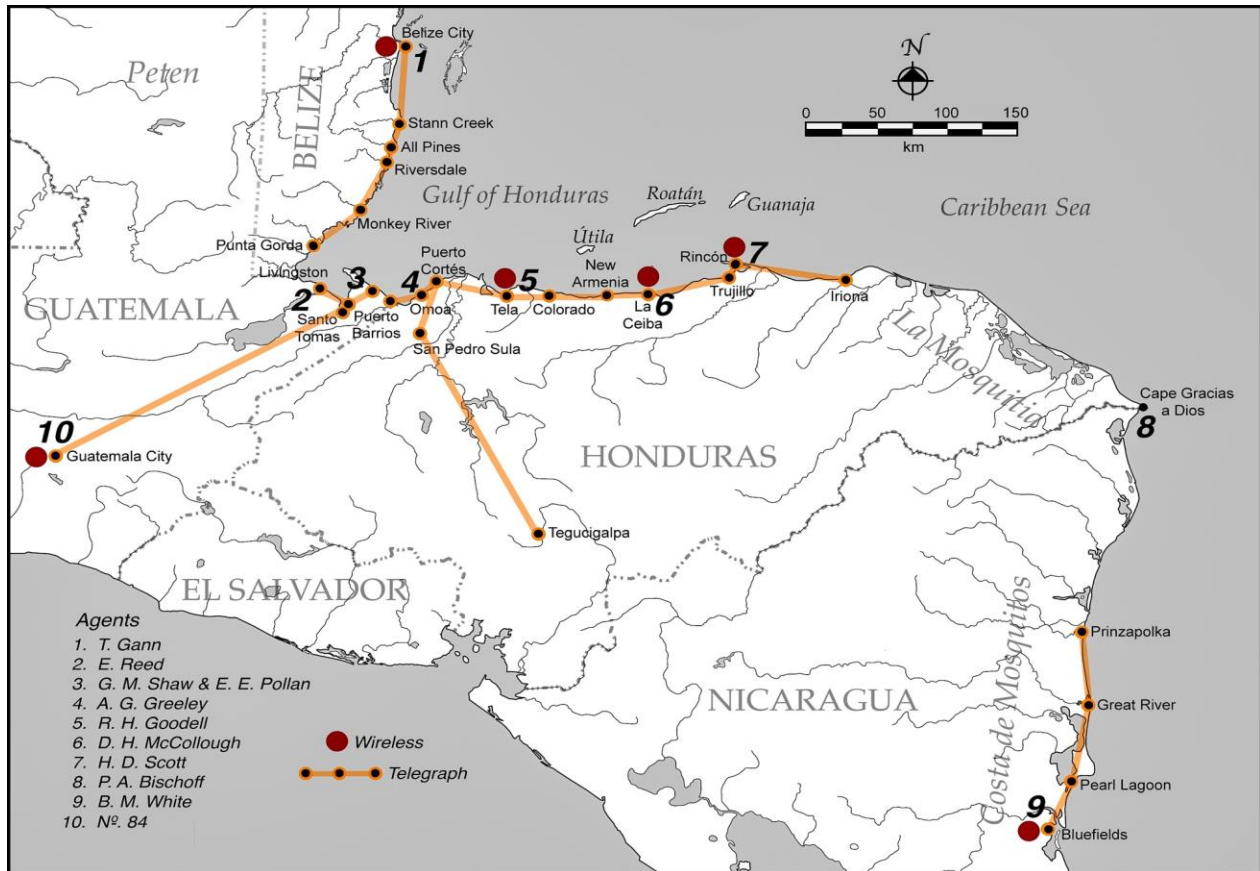 Belize City
1
N
Peten
BELIZE
Stann Creek
All Pines
Riversdale
0 50 100 150
km
Gulf of Honduras
Roatán
Guanaja
Caribbean Sea
Monkey River
Punta Gorda
Útila
Livingston
3
Puerto
Cortés
4
5
New
Armenia
Rincón
7
GUATEMALA
2
Santo
Tomas
Puerto
Barrios
Omoa
Tela
Colorado
La
Ceiba
6
Trujillo
Iriona
San Pedro Sula
La Mosquitia
Cape Gracias
a Dios
8
10
Guatemala City
HONDURAS
Tegucigalpa
EL SALVADOR
Costa de Mosquitos
Prinzapolka
NICARAGUA
Great River
Pearl Lagoon
9
Bluefields
Agents
1. T. Gann
2. E. Reed
3. G. M. Shaw & E. E. Pollan
4. A. G. Greeley
5. R. H. Goodell
6. D. H. McCollough
7. H. D. Scott
8. P. A. Bischoff
9. B. M. White
10. Nº. 84
Wireless
Telegraph